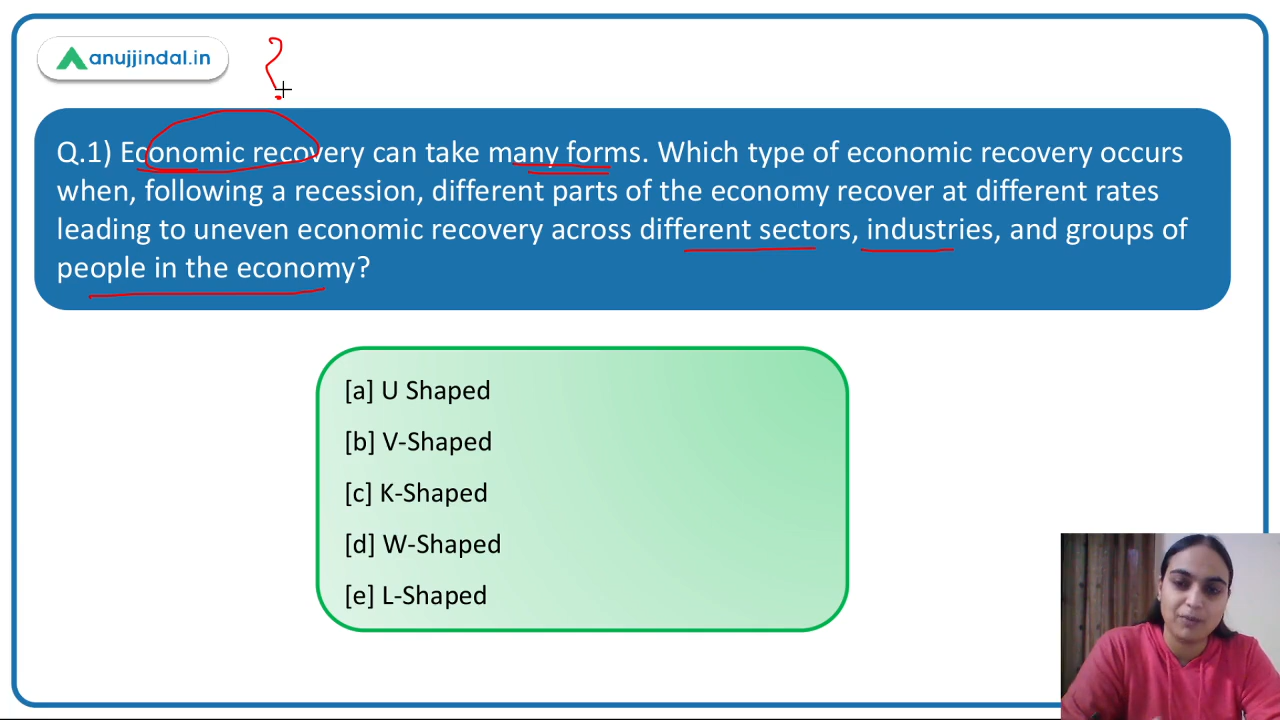 anujjindal.in
?
Q.1) Economic recovery can take many forms. Which type of economic recovery occurs
when, following a recession, different parts of the economy recover at different rates
leading to uneven economic recovery across different sectors, industries, and groups of
people in the economy?
[a] U Shaped
[b] V-Shaped
[c] K-Shaped
[d] W-Shaped
[e] L-Shaped